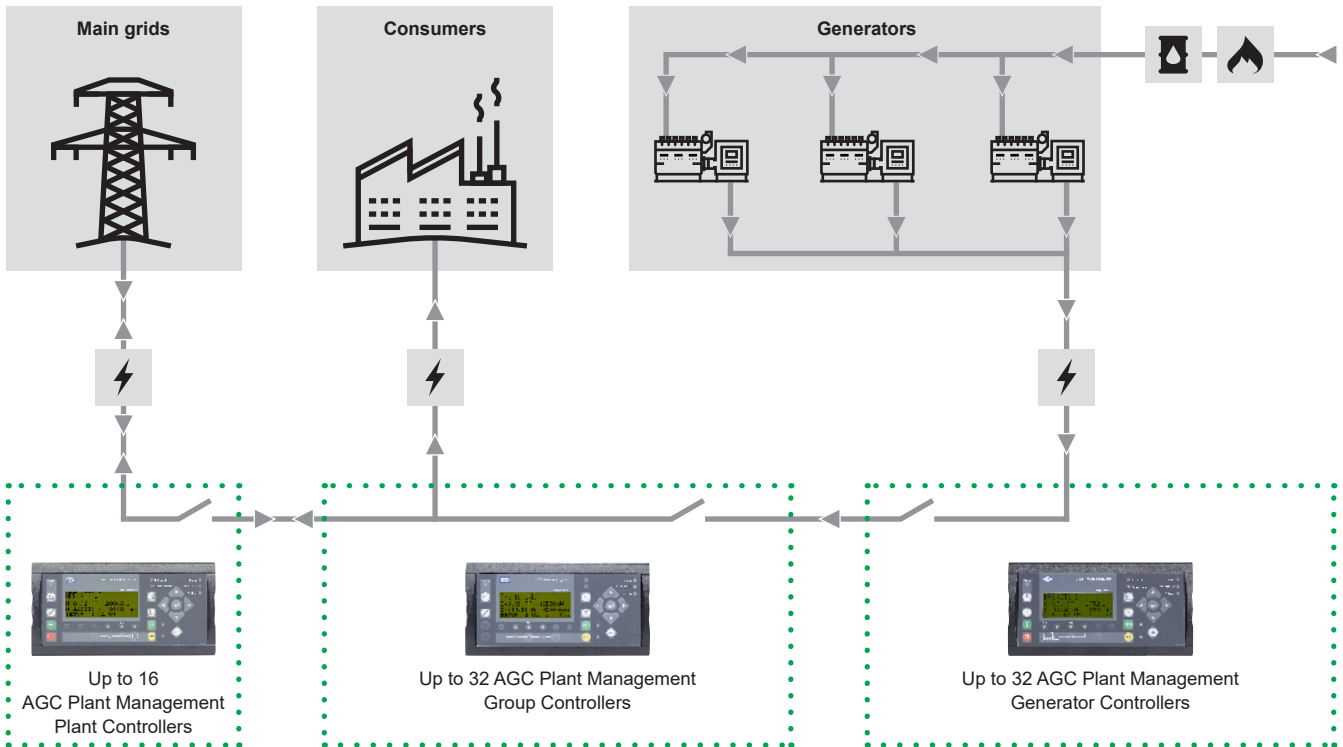 Main grids
Consumers
Generators
Up to 16
AGC Plant Management
Plant Controllers
Up to 32 AGC Plant Management
Group Controllers
Up to 32 AGC Plant Management
Generator Controllers